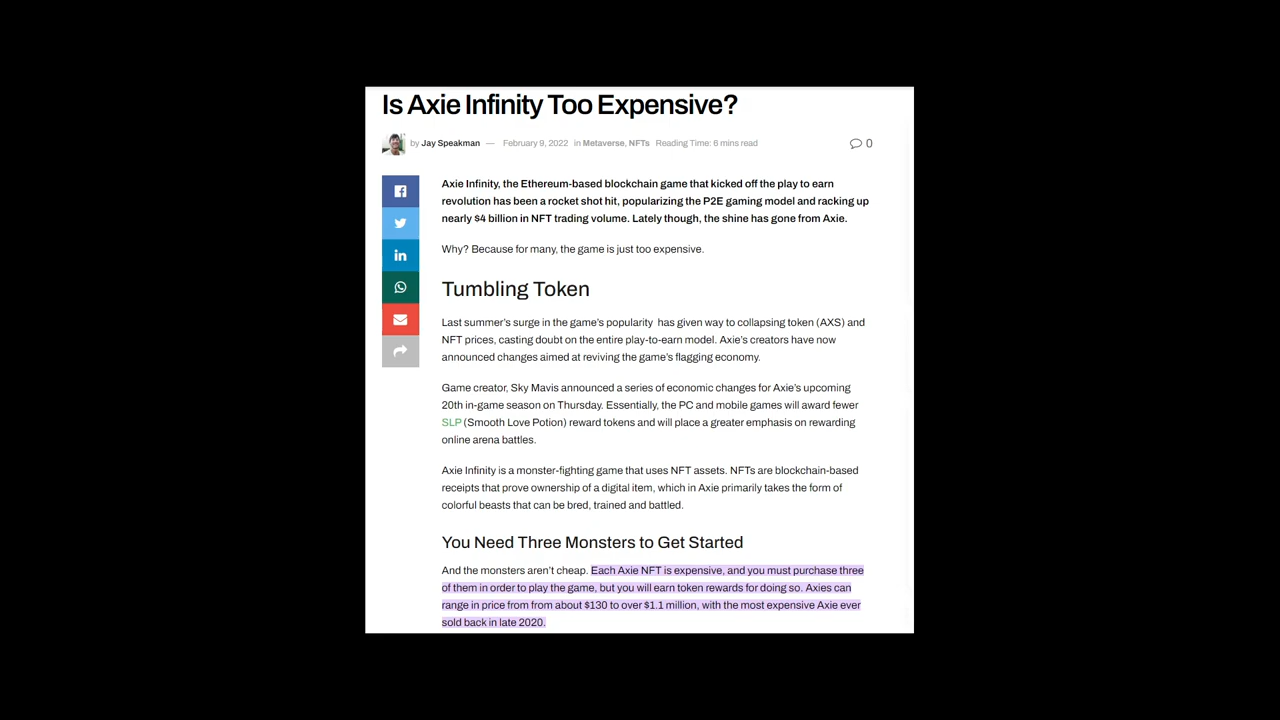 Is Axie Infinity Too Expensive?
by Jay Speakman — February 9, 2022 in Metaverse, NFTs Reading Time: 6 mins read 0
Axie Infinity, the Ethereum-based blockchain game that kicked off the play to earn
revolution has been a rocket shot hit, popularizing the P2E gaming model and racking up
nearly $4 billion in NFT trading volume. Lately though, the shine has gone from Axie.
Why? Because for many, the game is just too expensive.
Tumbling Token
Last summer's surge in the game's popularity has given way to collapsing token (AXS) and
NFT prices, casting doubt on the entire play-to-earn model. Axie's creators have now
announced changes aimed at reviving the game's flagging economy.
Game creator, Sky Mavis announced a series of economic changes for Axie's upcoming
20th in-game season on Thursday. Essentially, the PC and mobile games will award fewer
SLP (Smooth Love Potion) reward tokens and will place a greater emphasis on rewarding
online arena battles.
Axie Infinity is a monster-fighting game that uses NFT assets. NFTs are blockchain-based
receipts that prove ownership of a digital item, which in Axie primarily takes the form of
colorful beasts that can be bred, trained and battled.
You Need Three Monsters to Get Started
And the monsters aren't cheap. Each Axie NFT is expensive, and you must purchase three
of them in order to play the game, but you will earn token rewards for doing so. Axies can
range in price from from about $130 to over $1.1 million, with the most expensive Axie ever
sold back in late 2020.